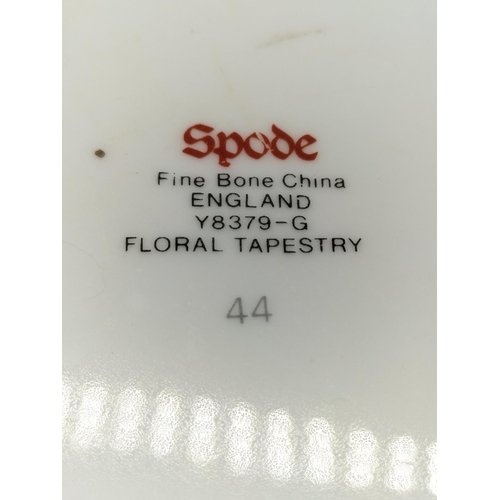 Spode
Fine Bone China
ENGLAND
Y8379-G
FLORAL TAPESTRY
44